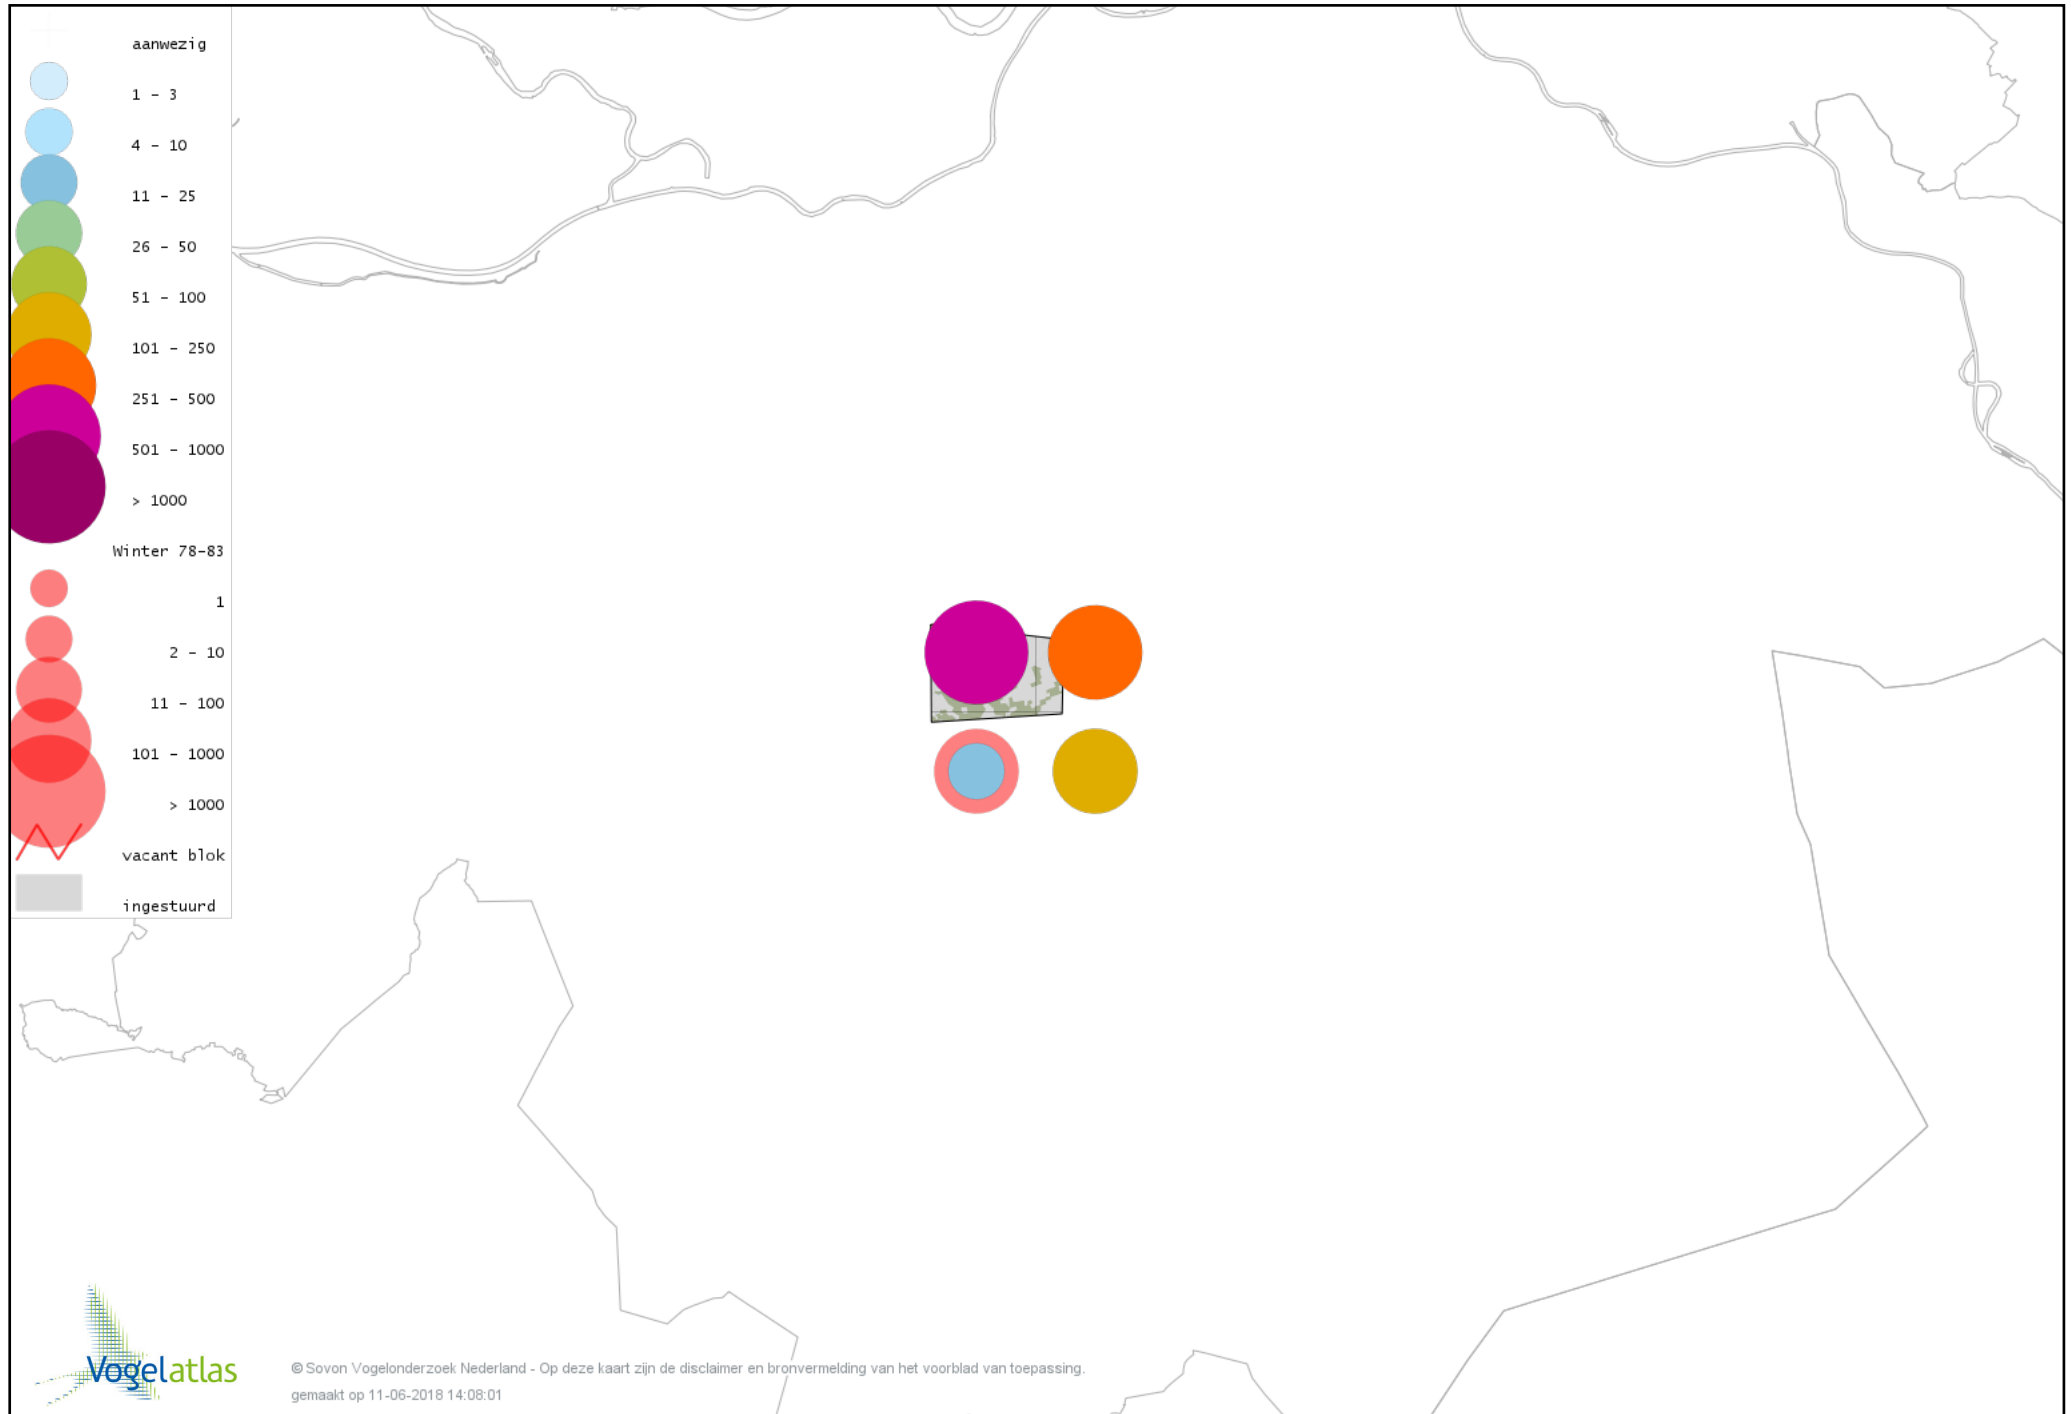 aanwezig
1 - 3
4 - 10
11 - 25
26 - 50
51 - 100
101 - 250
251 - 500
501 - 1000
> 1000
Winter 78-83
1
2 - 10
11 - 100
101 - 1000
> 1000
vacant blok
ingestuurd
Vogelatlas
© Sovon Vogelonderzoek Nederland - Op deze kaart zijn de disclaimer en bronvermelding van het voorblad van toepassing.
gemaakt op 11-06-2018 14:08:01